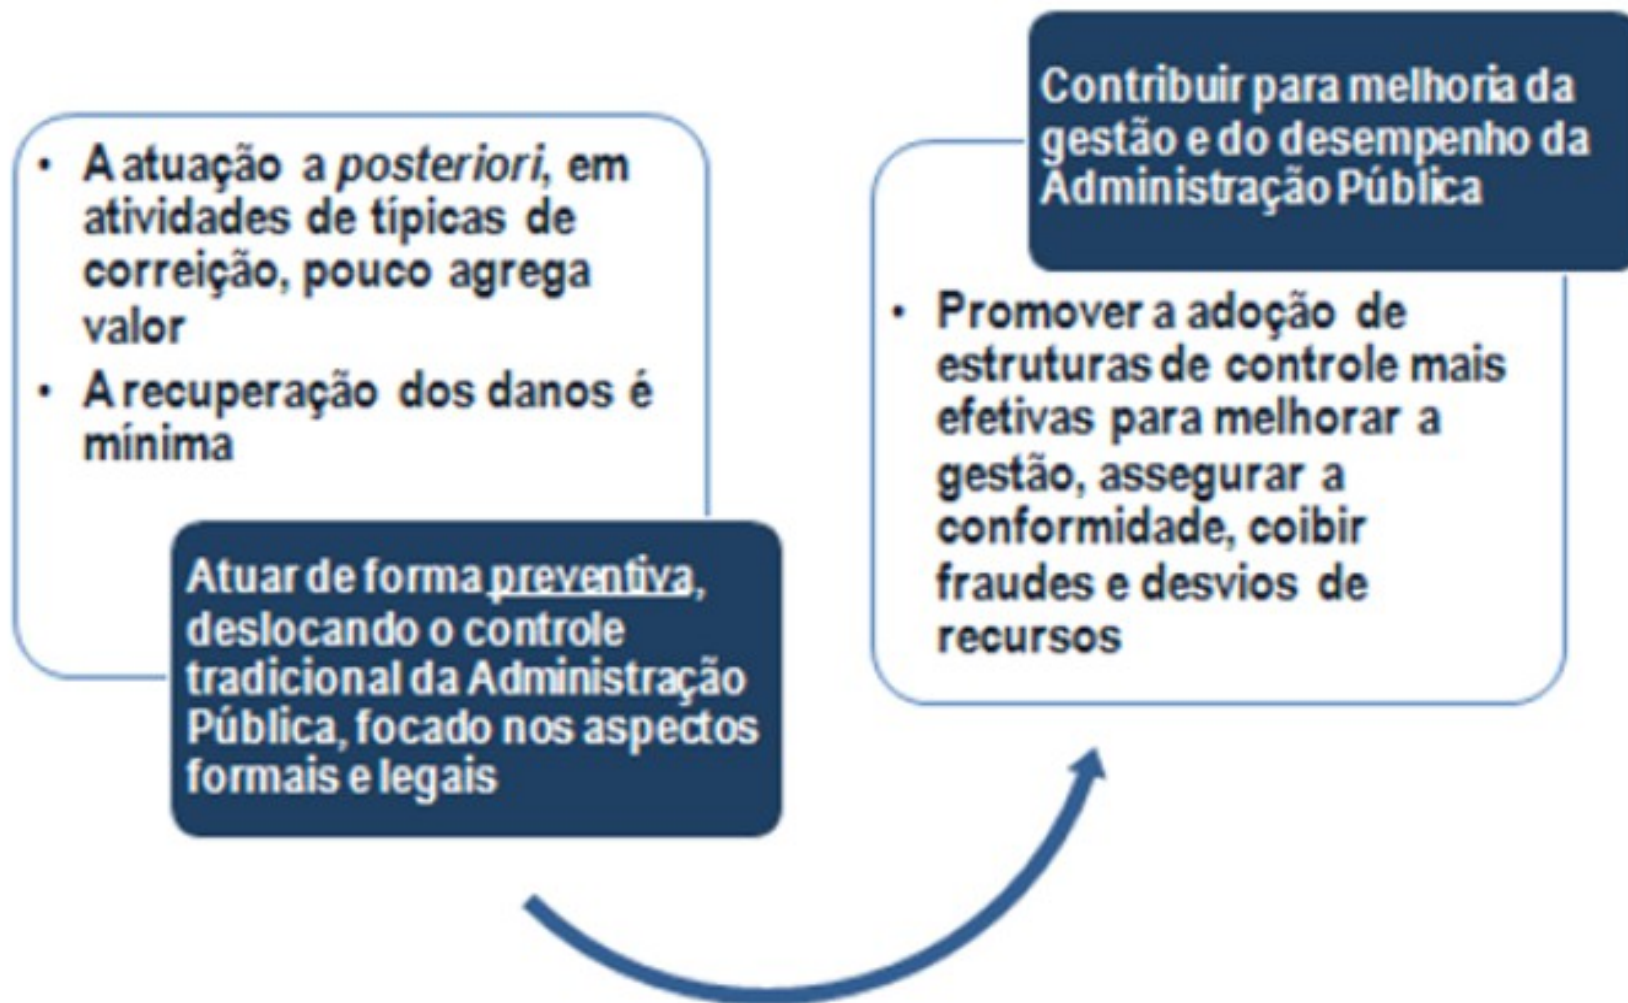 • A atuação a posteriori, em
atividades de típicas de
correição, pouco agrega
valor
• A recuperação dos danos é
mínima
Atuar de forma preventiva,
deslocando o controle
tradicional da Administração
Pública, focado nos aspectos
formais e legais
Contribuir para melhoria da
gestão e do desempenho da
Administração Pública
• Promover a adoção de
estruturas de controle mais
efetivas para melhorar a
gestão, assegurar a
conformidade, coibir
fraudes e desvios de
recursos